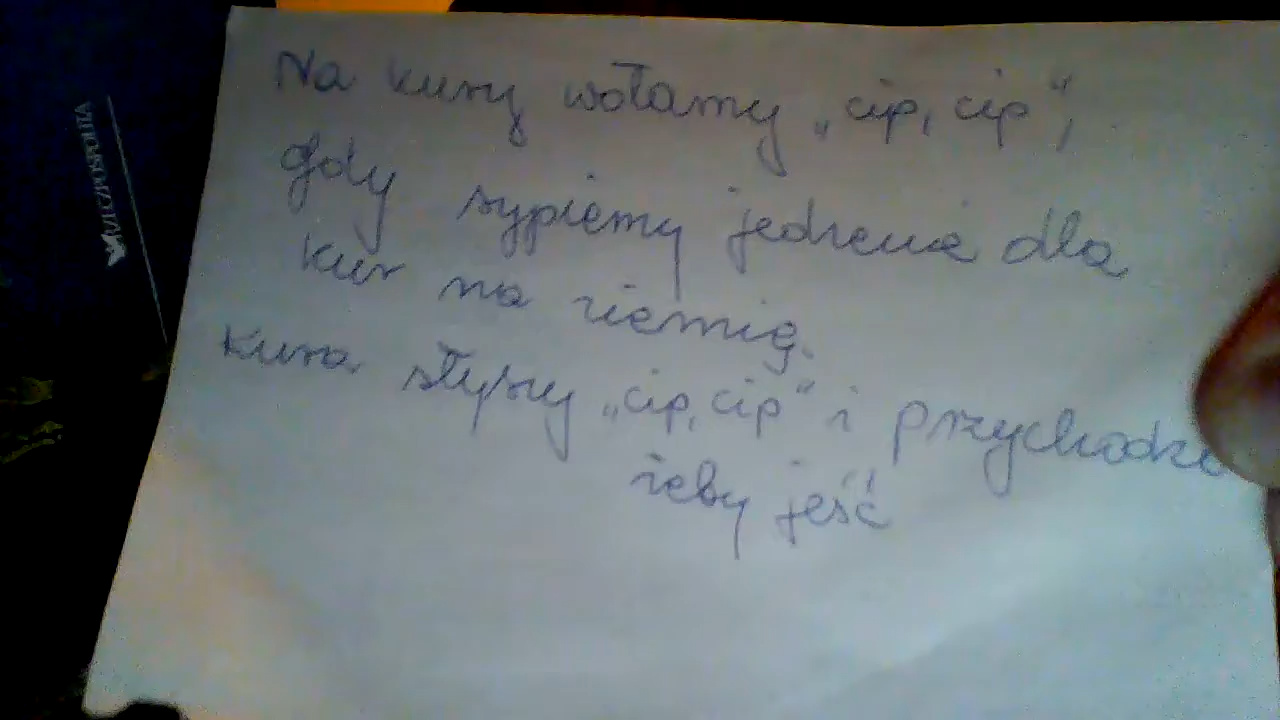 Na kury wołamy „cip, cip",
gdy sypiemy jedzenie dla
kur na ziemię.
Kura słyszy „cip, cip" i przychodzi
żeby jeść
RZECZPOSPOLITA